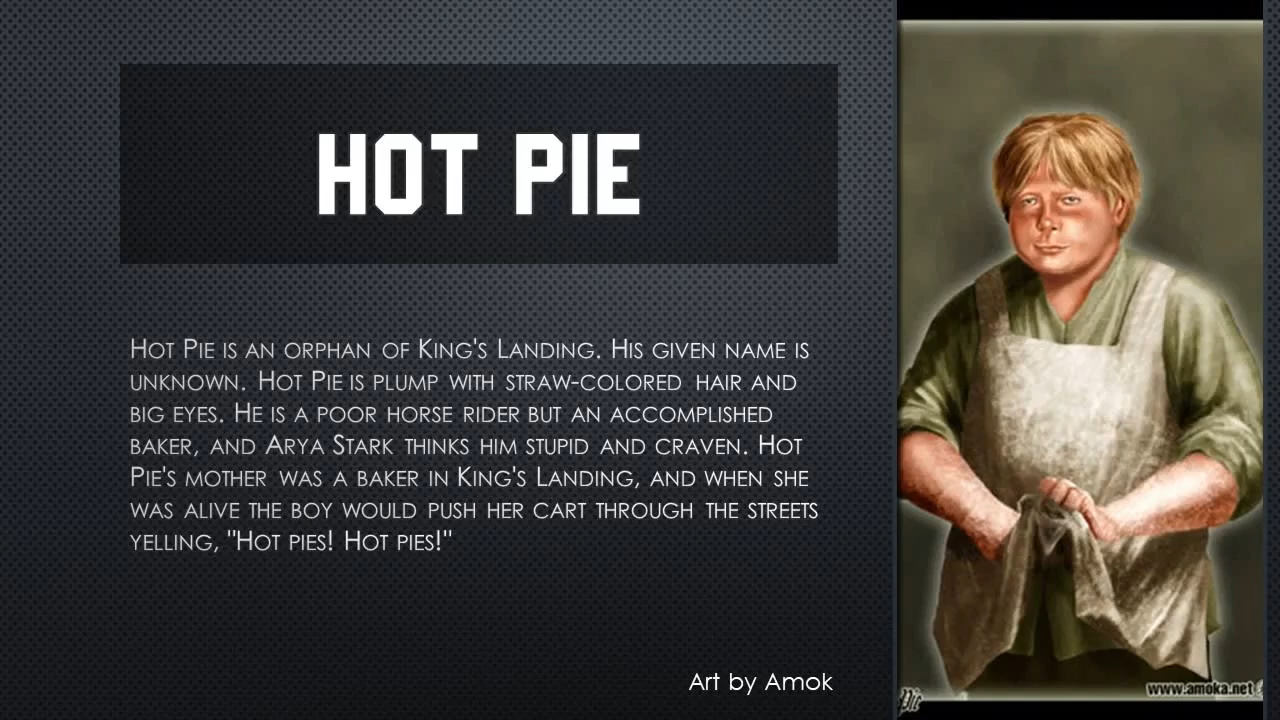 HOT PIE
Hot Pie is an orphan of King's Landing. His given name is
unknown. Hot Pie is plump with straw-colored hair and
big eyes. He is a poor horse rider but an accomplished
baker, and Arya Stark thinks him stupid and craven. Hot
Pie's mother was a baker in King's Landing, and when she
was alive the boy would push her cart through the streets
yelling, "Hot pies! Hot pies!"
Art by Amok
www.amoka.net
Pie